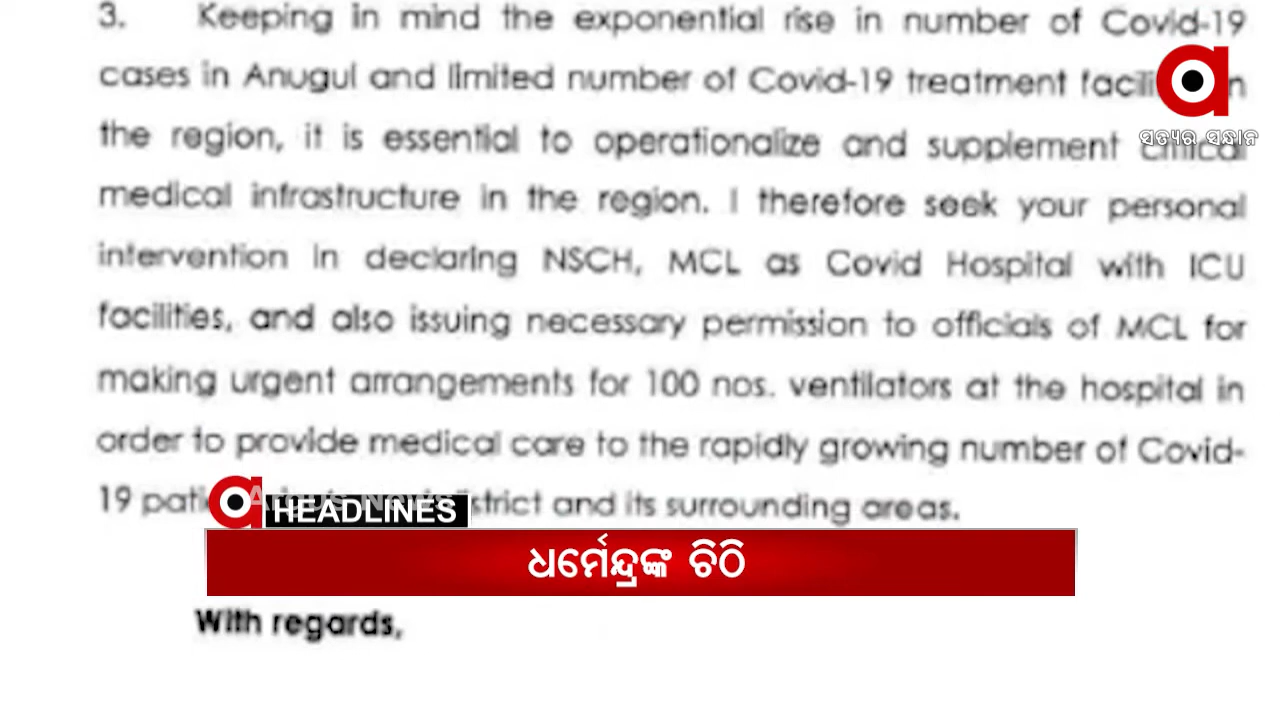 3. Keeping in mind the exponential rise in number of Covid-19
cases in Anugul and limited number of Covid-19 treatment
the region, it is essential to operationalize and supplement critical
medical infrastructure in the region. I therefore seek your personal
intervention in declaring NSCH, MCL as Covid Hospital with ICU
facilities, and also issuing necessary permission to officials of MCL for
making urgent arrangements for 100 nos. ventilators at the hospital in
order to provide medical care to the rapidly growing number of Covid-
19 and its surrounding areas.
With regards,
ସତ୍ୟର ସନ୍ଧାନ
HEADLINES
ଧର୍ମେନ୍ଦ୍ରଙ୍କ ଚିଠି